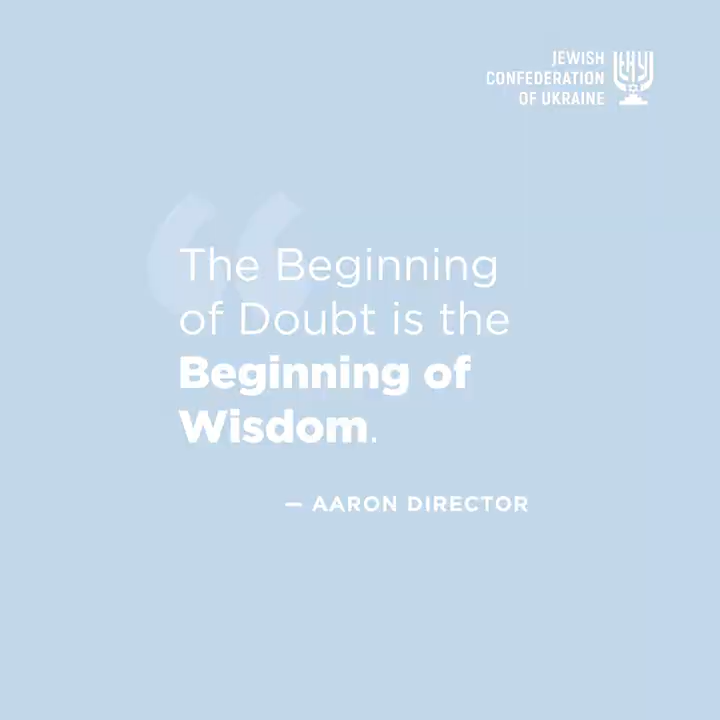 JEWISH
CONFEDERATION
OF UKRAINE
The Beginning
of Doubt is the
Beginning of
Wisdom.
— AARON DIRECTOR